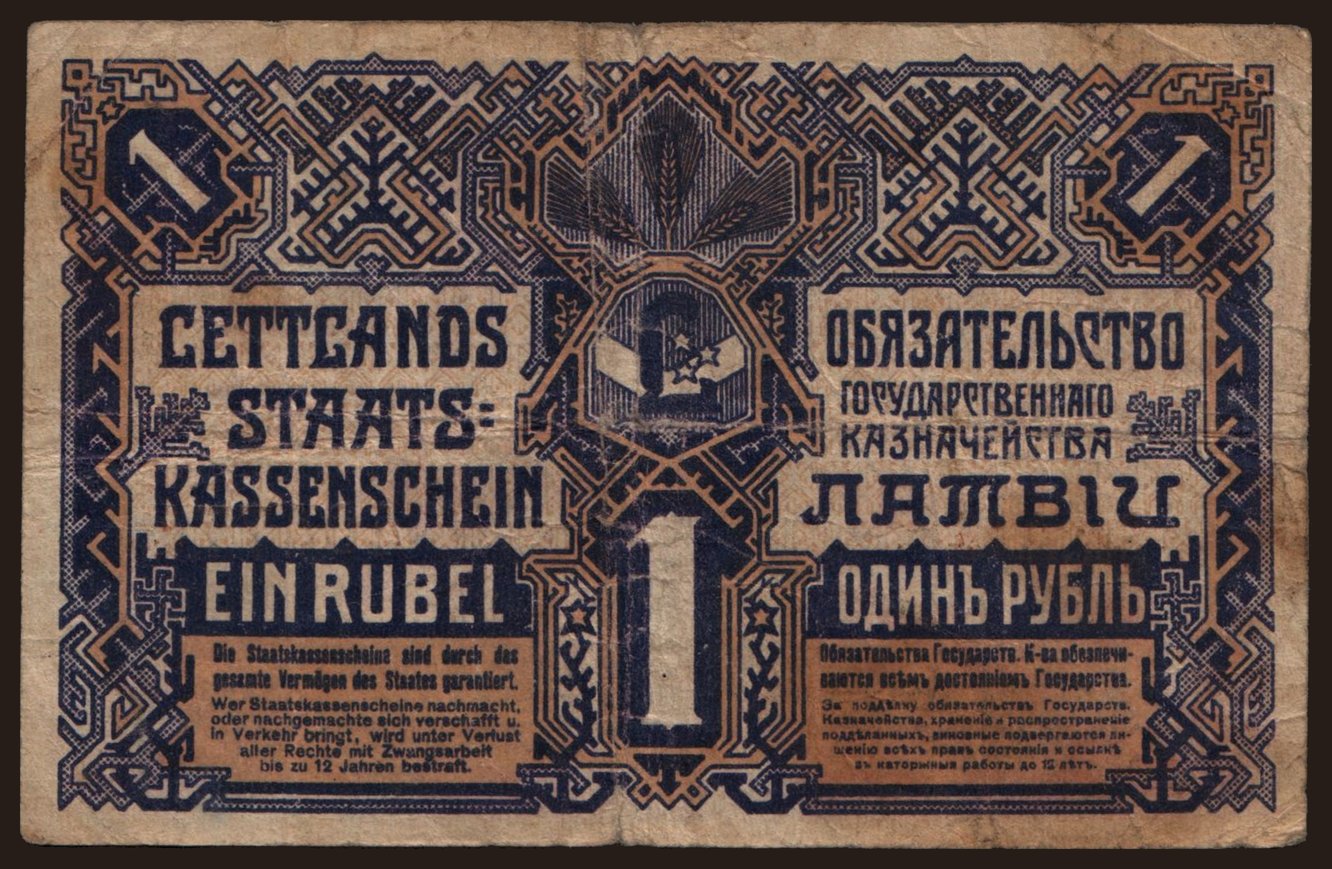 1
1
LETTLANDS
STAATS=
KASSENSCHEIN
EIN RUBEL
Die Staatskassenscheine sind durch das
gesamte Vermögen des Staates garantiert.
Wer Staatskassenscheine nachmacht,
oder nachgemachte sich verschafft u.
in Verkehr bringt, wird unter Verlust
aller Rechte mit Zwangsarbeit
bis zu 12 Jahren bestraft.
L
1
ОБЯЗАТЕЛЬСТВО
ГОСУДАРСТВЕННАГО
КАЗНАЧЕЙСТВА
ЛАТВІИ
ОДИНЪ РУБЛЬ
Обязательства Государств. К-ва обезпечи-
ваются всѣмъ достояніемъ Государства.
За поддѣлку обязательствъ Государств.
Казначейства, храненіе и распространеніе
поддѣланныхъ, виновные подвергаются ли-
шенію всѣхъ правъ состоянія и ссылкѣ
въ каторжныя работы до 12 лѣтъ.